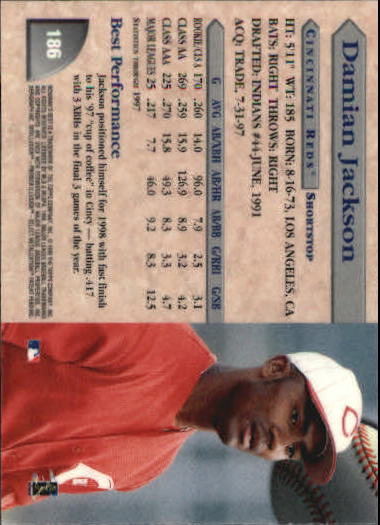 Damian Jackson
CINCINNATI REDS SHORTSTOP
HT: 5'11" WT: 185 BORN: 8-16-73, LOS ANGELES, CA
BATS: RIGHT THROWS: RIGHT
DRAFTED: INDIANS #44-JUNE, 1991
ACQ: TRADE, 7-31-97
G AVG AB/XBH AB/HR AB/BB G/RBI G/SB
ROOKIE/CLASS A 170 .260 14.0 96.0 7.9 2.5 3.1
CLASS AA 269 .259 15.9 126.9 8.9 3.2 4.2
CLASS AAA 225 .270 15.8 49.3 8.3 3.3 4.7
MAJOR LEAGUES 25 .217 7.7 46.0 9.2 8.3 12.5
STATISTICS THROUGH 1997
Best Performance
Jackson positioned himself for 1998 with fast finish
to his '97 "cup of coffee" in Cincy — batting .417
with 3 XBHs in the final 3 games of the year.
186